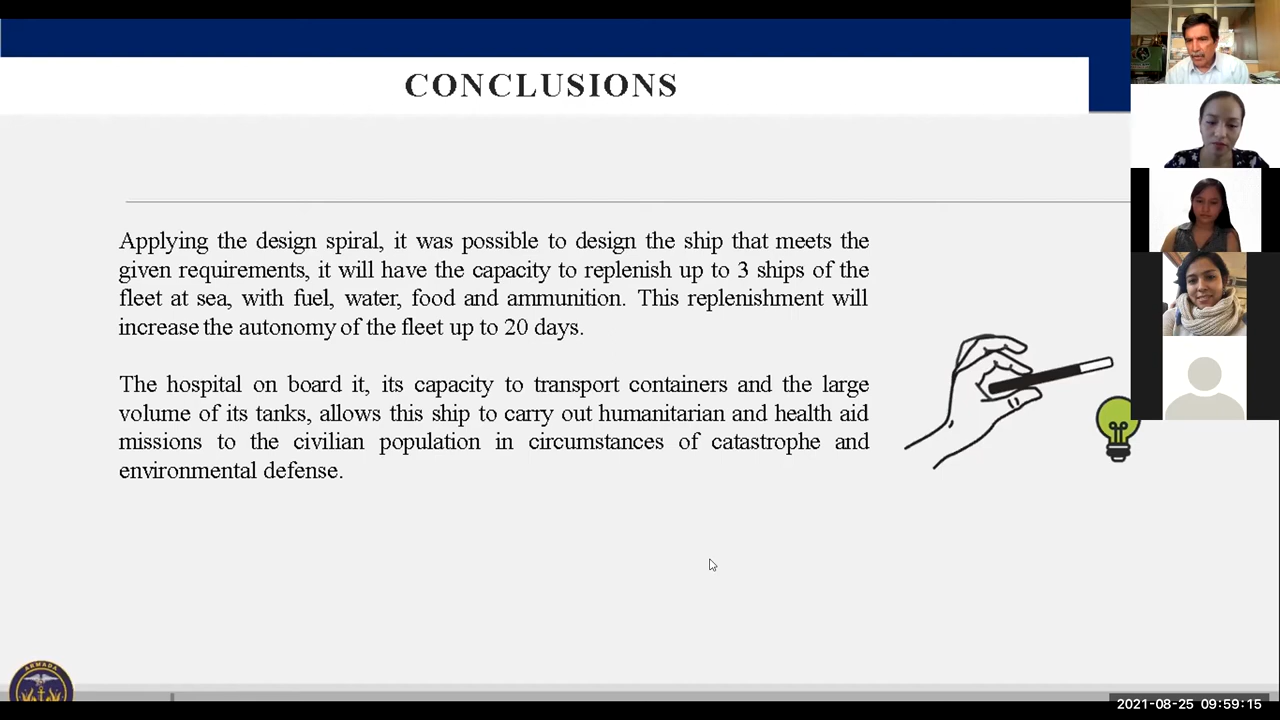 CONCLUSIONS
Applying the design spiral, it was possible to design the ship that meets the
given requirements, it will have the capacity to replenish up to 3 ships of the
fleet at sea, with fuel, water, food and ammunition. This replenishment will
increase the autonomy of the fleet up to 20 days.
The hospital on board it, its capacity to transport containers and the large
volume of its tanks, allows this ship to carry out humanitarian and health aid
missions to the civilian population in circumstances of catastrophe and
environmental defense.
ARMADA
2021-08-25 09:59:15